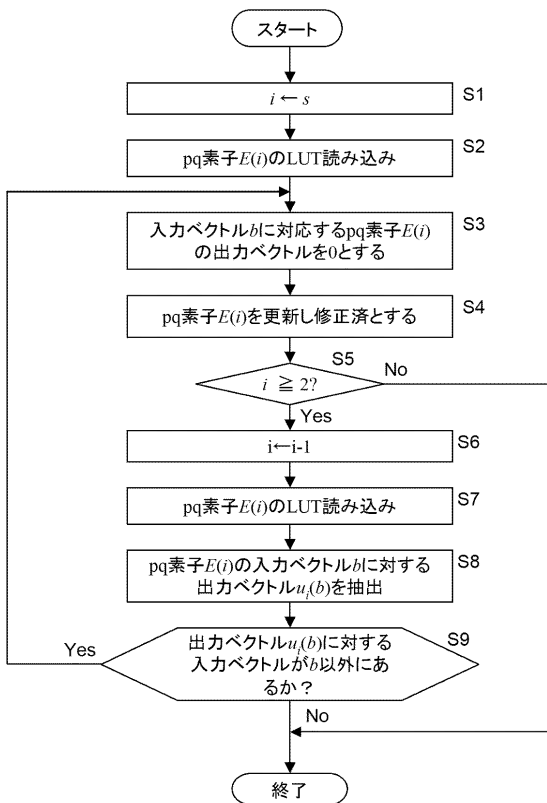 スタート
i ← s
S1
pq素子E(i)のLUT読み込み
S2
入力ベクトルbに対応するpq素子E(i)
の出力ベクトルを0とする
S3
pq素子E(i)を更新し修正済とする
S4
S5
i ≧ 2?
No
Yes
i←i-1
S6
pq素子E(i)のLUT読み込み
S7
pq素子E(i)の入力ベクトルbに対する
出力ベクトルui(b)を抽出
S8
Yes
出力ベクトルui(b)に対する
入力ベクトルがb以外にあ
るか？
S9
No
終了